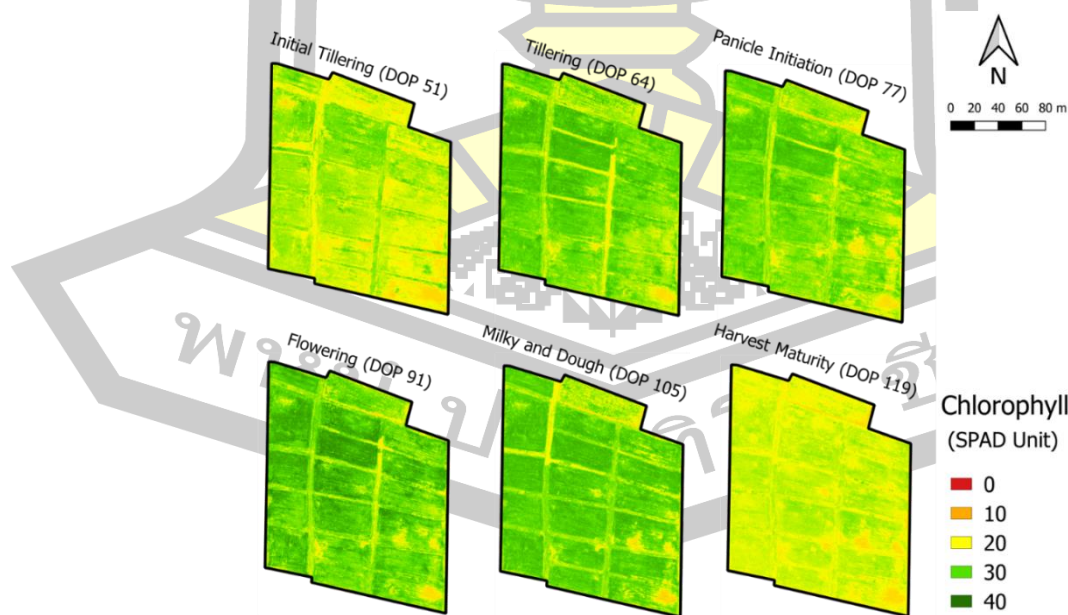 Initial Tillering (DOP 51)
Tillering (DOP 64)
Panicle Initiation (DOP 77)
N
0 20 40 60 80 m
Flowering (DOP 91)
Milky and Dough (DOP 105)
Harvest Maturity (DOP 119)
Chlorophyll
(SPAD Unit)
0
10
20
30
40